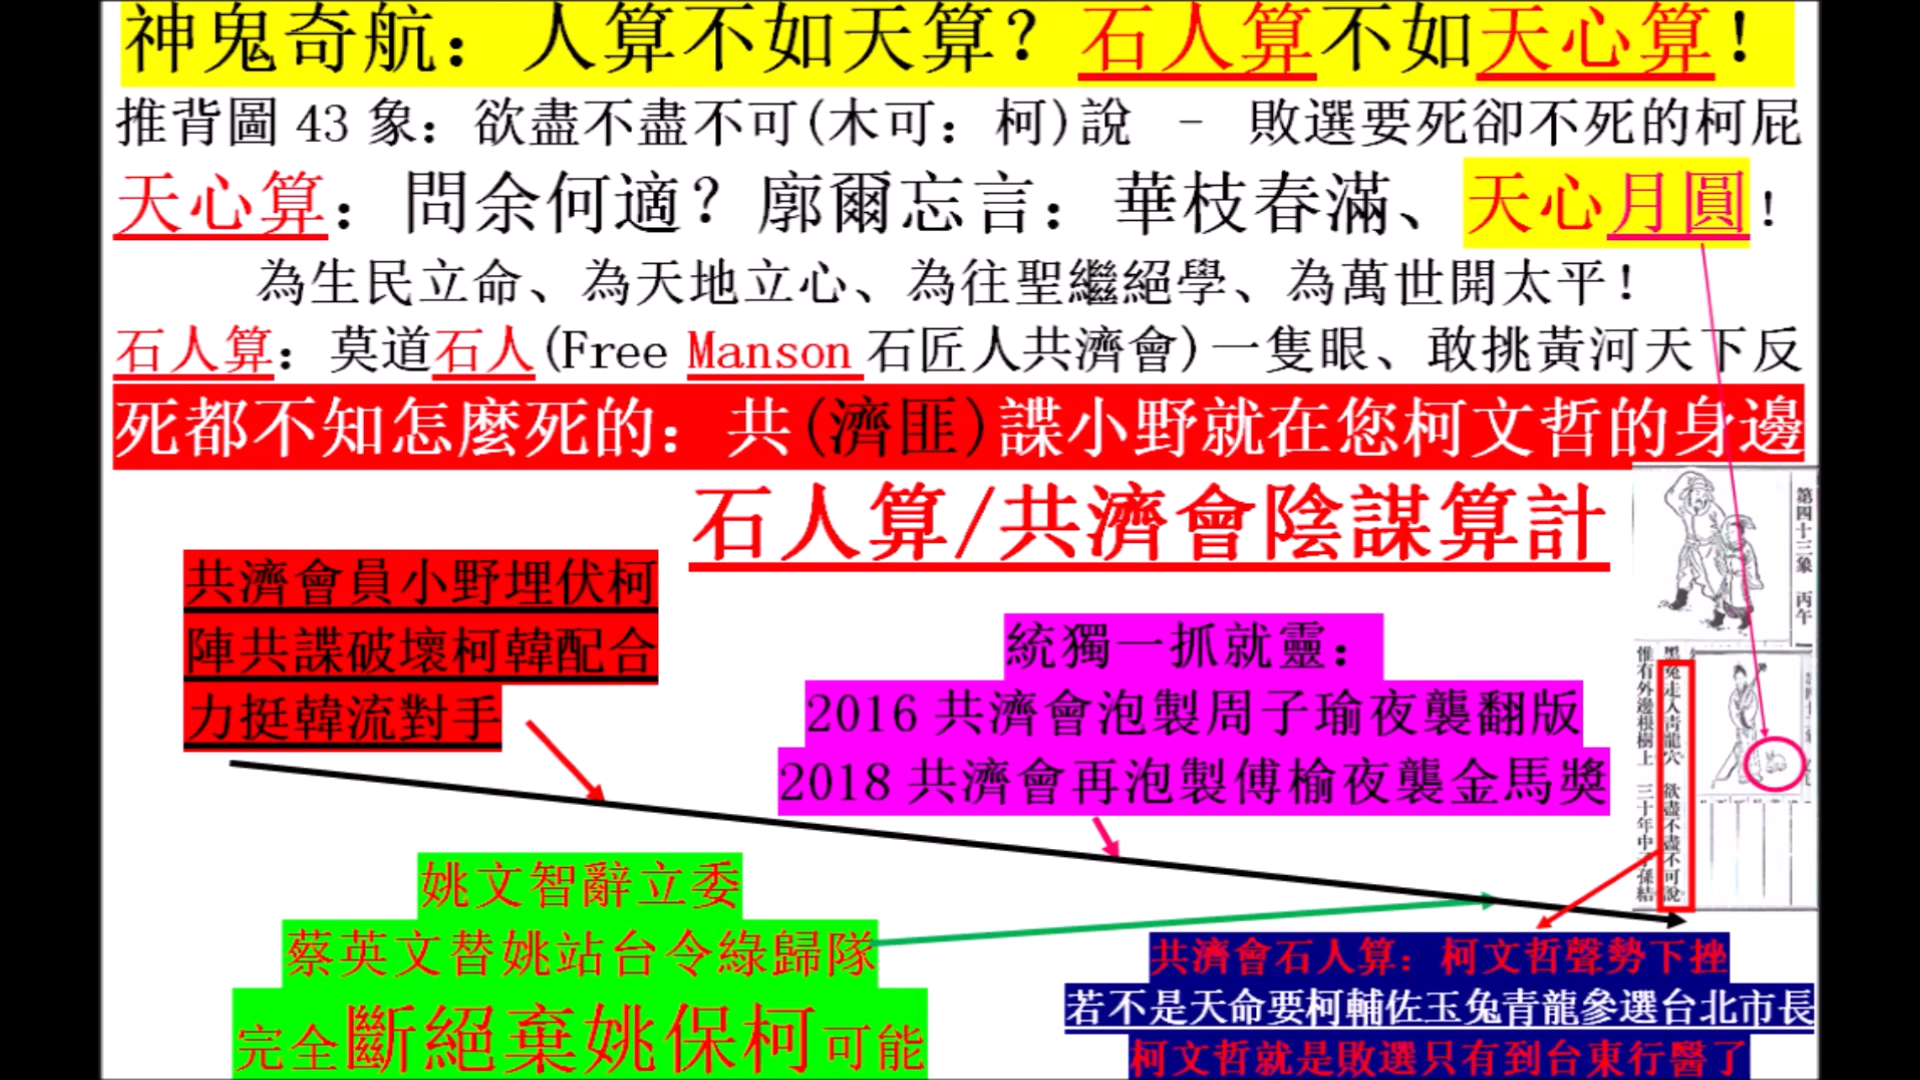 神鬼奇航：人算不如天算？石人算不如天心算！
推背圖 43 象：欲盡不盡不可(木可：柯)說 – 敗選要死卻不死的柯屁
天心算：問余何適？廓爾忘言：華枝春滿、天心月圓！
為生民立命、為天地立心、為往聖繼絕學、為萬世開太平！
石人算：莫道石人(Free Manson 石匠人共濟會)一隻眼、敢挑黃河天下反
死都不知怎麼死的：共(濟匪)諜小野就在您柯文哲的身邊
石人算/共濟會陰謀算計
共濟會員小野埋伏柯
陣共諜破壞柯韓配合
力挺韓流對手
統獨一抓就靈：
2016 共濟會泡製周子瑜夜襲翻版
2018 共濟會再泡製傅榆夜襲金馬獎
第四十三象 丙午
黑兔走入青龍穴 欲盡不盡不可說
惟有外邊根樹上 三十年中子孫結
姚文智辭立委
蔡英文替姚站台令綠歸隊
完全斷絕棄姚保柯可能
共濟會石人算：柯文哲聲勢下挫
若不是天命要柯輔佐玉兔青龍參選台北市長
柯文哲就是敗選只有到台東行醫了